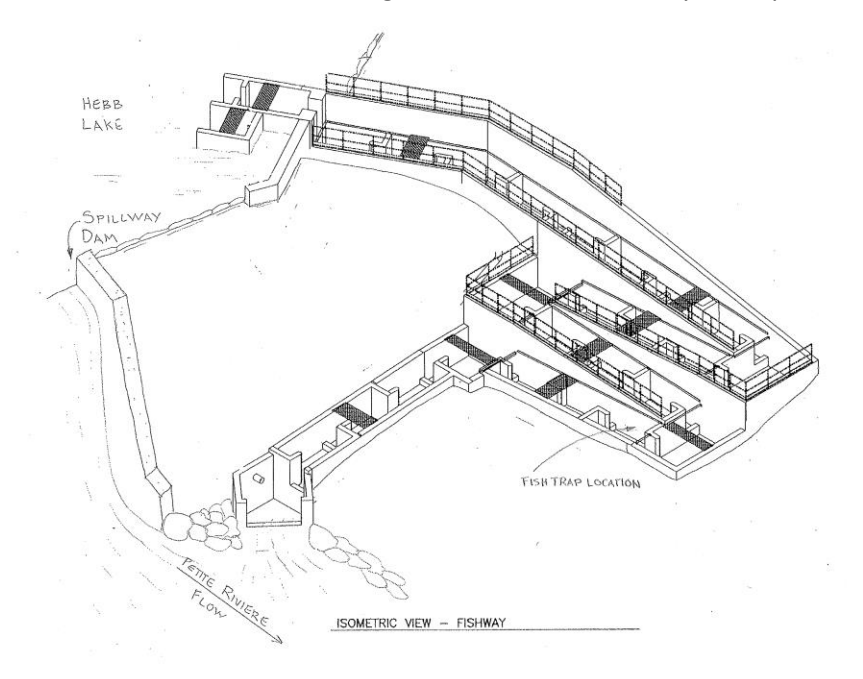 HEBB
LAKE
SPILLWAY
DAM
FISH TRAP LOCATION
PETITE RIVIERE
FLOW
ISOMETRIC VIEW - FISHWAY